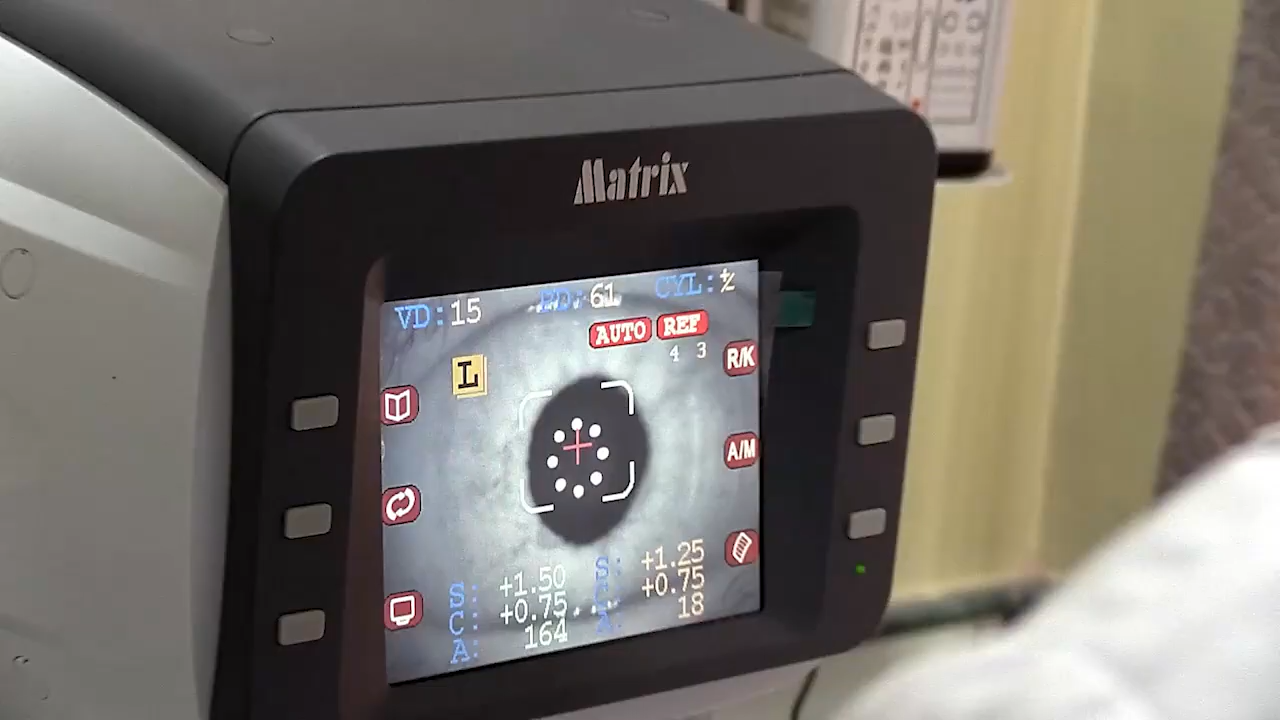 Matrix
VD:15 PD:61 CYL:±
AUTO REF
4 3
L
R/K
A/M
S: +1.50 S: +1.25
C: +0.75 C: +0.75
A: 164 A: 18